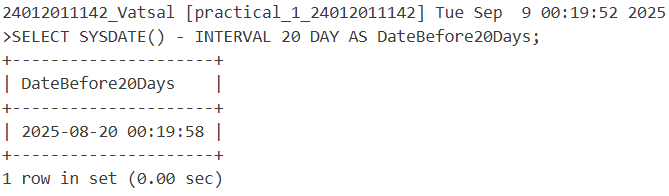 24012011142_Vatsal [practical_1_24012011142] Tue Sep  9 00:19:52 2025
>SELECT SYSDATE() - INTERVAL 20 DAY AS DateBefore20Days;
+---------------------+
| DateBefore20Days    |
+---------------------+
| 2025-08-20 00:19:58 |
+---------------------+
1 row in set (0.00 sec)